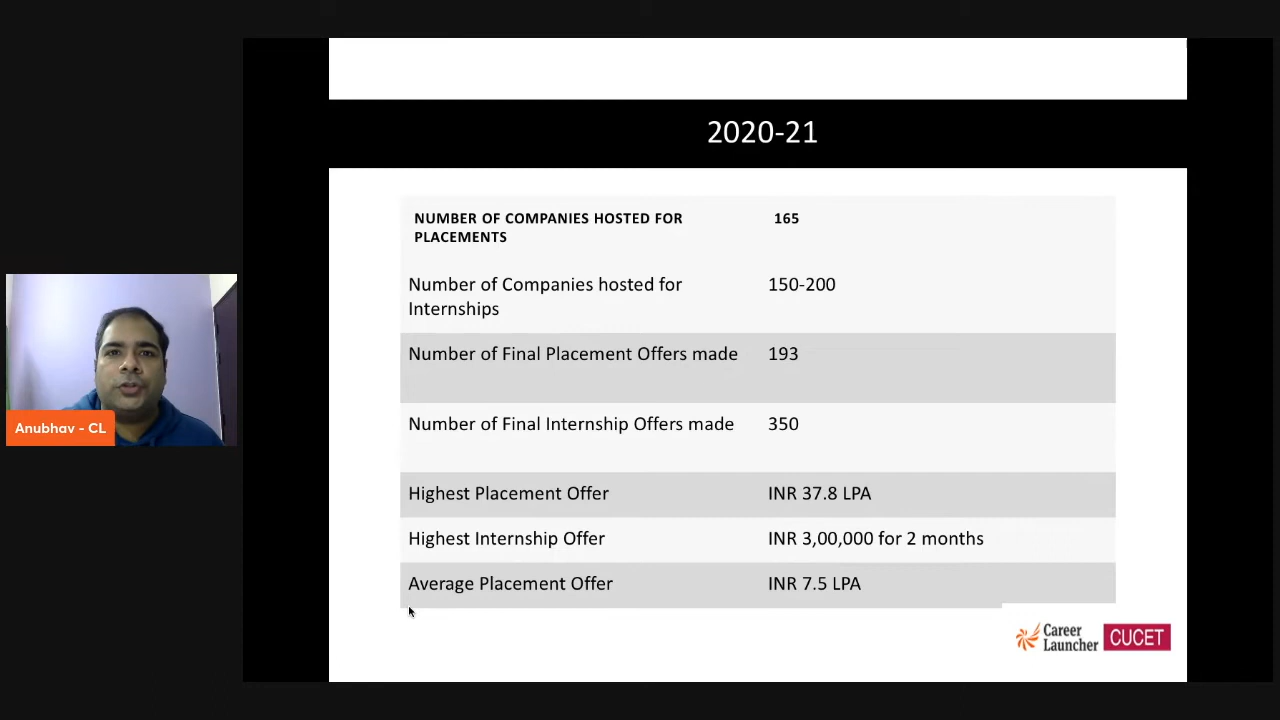 2020-21
NUMBER OF COMPANIES HOSTED FOR
PLACEMENTS
165
Number of Companies hosted for
Internships
150-200
Number of Final Placement Offers made
193
Number of Final Internship Offers made
350
Highest Placement Offer
INR 37.8 LPA
Highest Internship Offer
INR 3,00,000 for 2 months
Average Placement Offer
INR 7.5 LPA
Anubhav - CL
Career
Launcher
CUCET